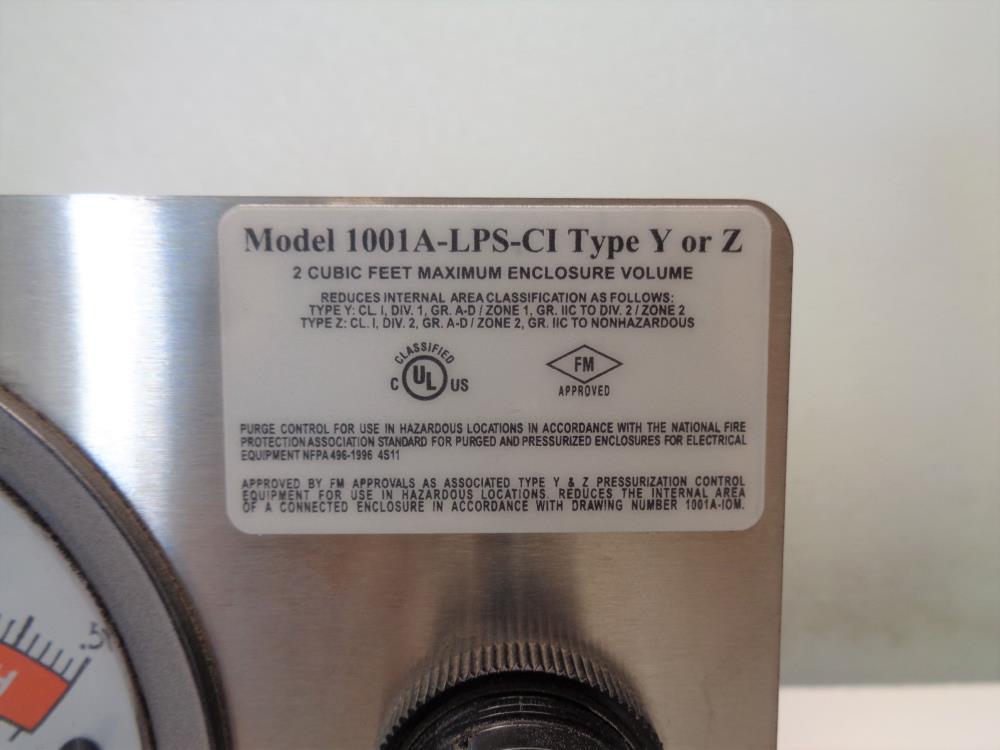 Model 1001A-LPS-CI Type Y or Z
2 CUBIC FEET MAXIMUM ENCLOSURE VOLUME
REDUCES INTERNAL AREA CLASSIFICATION AS FOLLOWS:
TYPE Y: CL. I, DIV. 1, GR. A-D / ZONE 1, GR. IIC TO DIV. 2 / ZONE 2
TYPE Z: CL. I, DIV. 2, GR. A-D / ZONE 2, GR. IIC TO NONHAZARDOUS
CLASSIFIED
C UL US
FM
APPROVED
PURGE CONTROL FOR USE IN HAZARDOUS LOCATIONS IN ACCORDANCE WITH THE NATIONAL FIRE
PROTECTION ASSOCIATION STANDARD FOR PURGED AND PRESSURIZED ENCLOSURES FOR ELECTRICAL
EQUIPMENT NFPA 496-1996 4S11
APPROVED BY FM APPROVALS AS ASSOCIATED TYPE Y & Z PRESSURIZATION CONTROL
EQUIPMENT FOR USE IN HAZARDOUS LOCATIONS. REDUCES THE INTERNAL AREA
OF A CONNECTED ENCLOSURE IN ACCORDANCE WITH DRAWING NUMBER 1001A-IOM.
.5